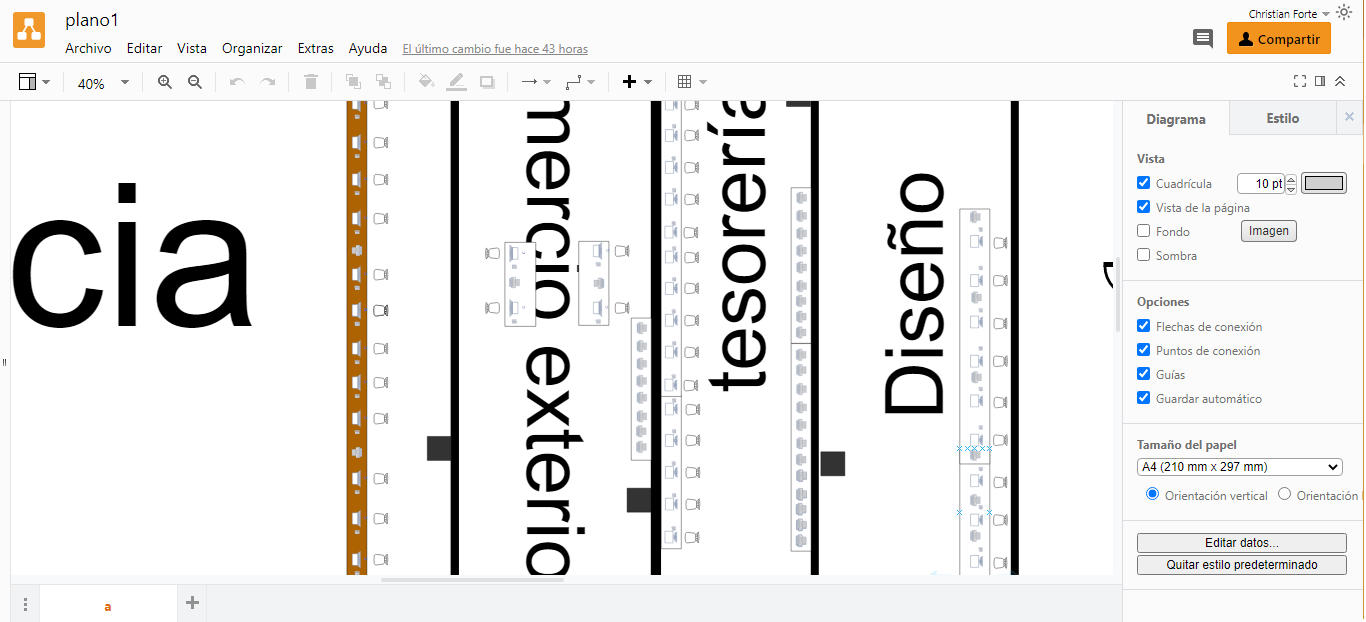 plano1
Christian Forte
Archivo Editar Vista Organizar Extras Ayuda El último cambio fue hace 43 horas
Compartir
40%
Diagrama Estilo
Vista
Cuadrícula 10 pt
Vista de la página
Fondo Imagen
Sombra
Opciones
Flechas de conexión
Puntos de conexión
Guías
Guardar automático
Tamaño del papel
A4 (210 mm x 297 mm)
Orientación vertical Orientación
Editar datos...
Quitar estilo predeterminado
cia
mercio exterio
tesorería
Diseño
a